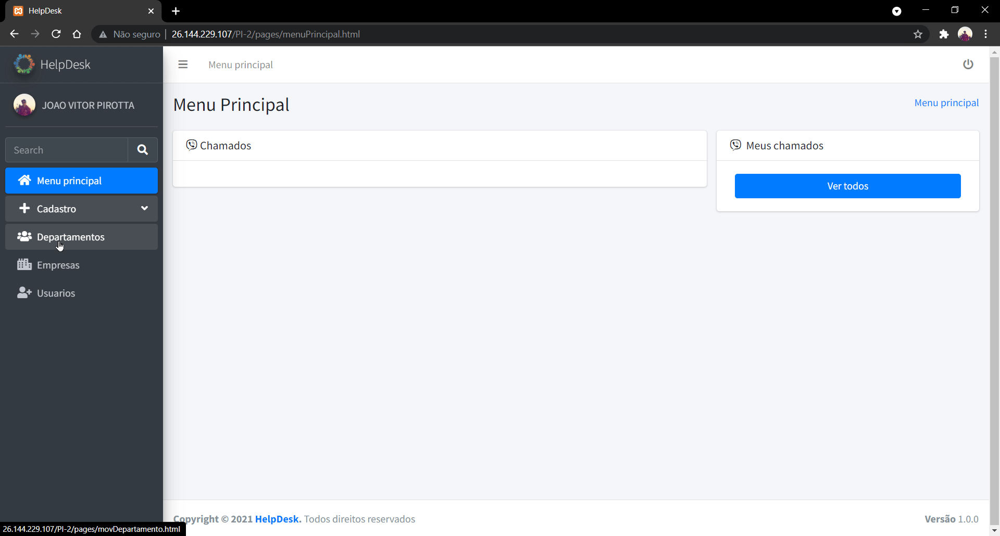 HelpDesk
Não seguro
26.144.229.107/PI-2/pages/menuPrincipal.html
HelpDesk
Menu principal
JOAO VITOR PIROTTA
Menu Principal
Menu principal
Search
Chamados
Meus chamados
Menu principal
Ver todos
Cadastro
Departamentos
Empresas
Usuarios
Copyright © 2021 HelpDesk. Todos direitos reservados
Versão 1.0.0
26.144.229.107/PI-2/pages/movDepartamento.html